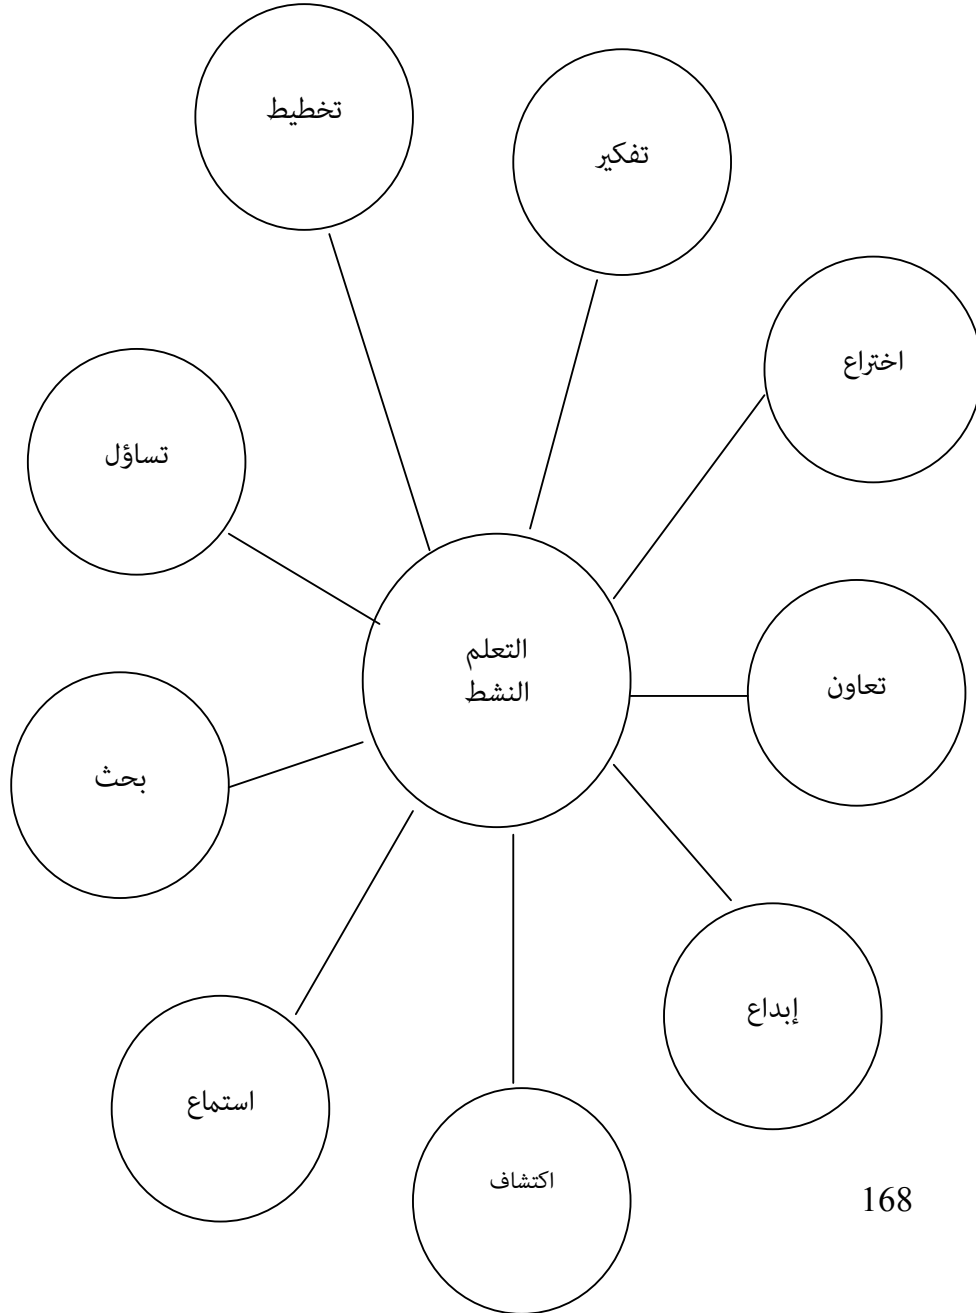 تخطيط
تفكير
اختراع
تساؤل
التعلم
النشط
تعاون
بحث
إبداع
استماع
اكتشاف
168